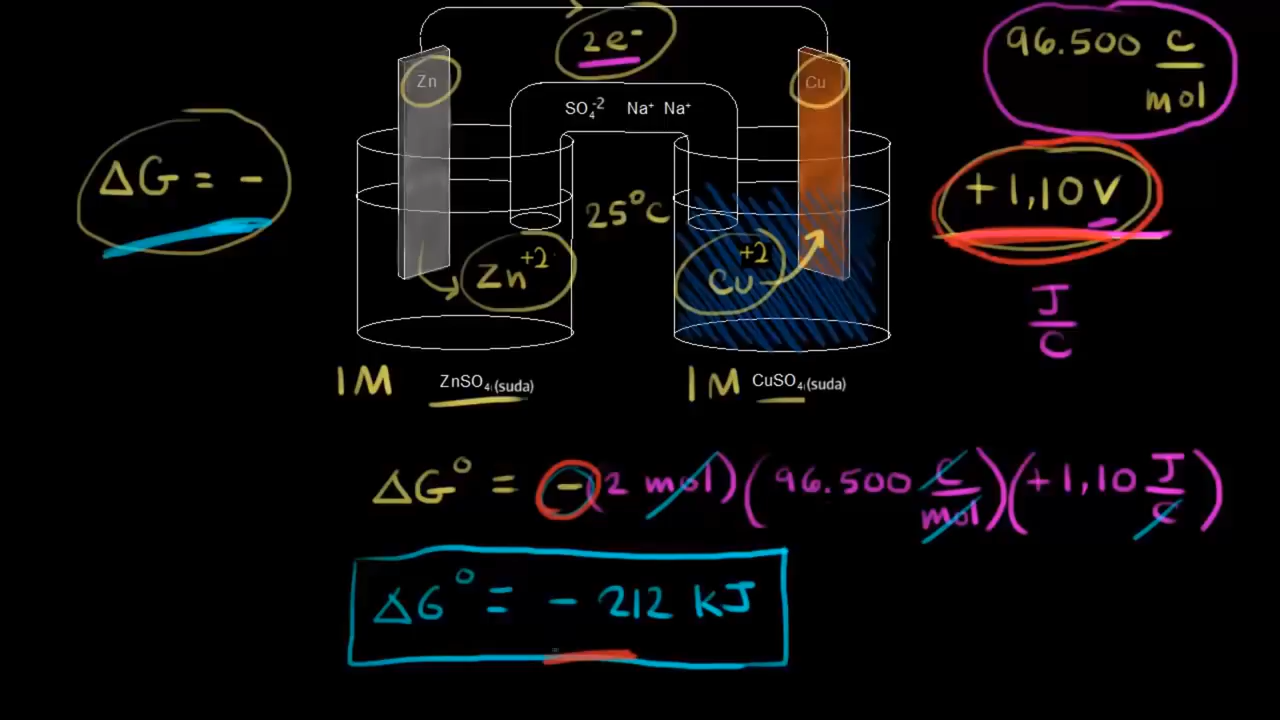 2e-
96.500 C/mol
Zn
Cu
SO₄⁻² Na⁺ Na⁺
ΔG = -
+1,10 V
25°C
Zn⁺²
Cu⁺²
J/C
1M ZnSO₄(suda)
1M CuSO₄(suda)
ΔG° = -(2 mol)(96.500 C/mol)(+1,10 J/C)
ΔG° = - 212 kJ